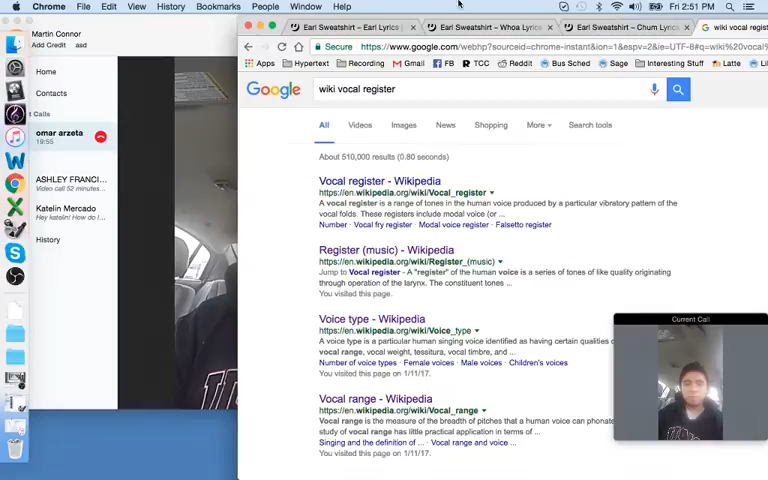 Chrome File Edit View History Bookmarks People Window Help
Fri 2:51 PM
Martin Connor
Add Credit asd
Home
Contacts
t Calls
omar arzeta
19:55
ASHLEY FRANCI...
Video call 52 minutes...
Katelin Mercado
Hey katelin! How do I...
History
Earl Sweatshirt – Earl Lyrics
Earl Sweatshirt – Whoa Lyric
Earl Sweatshirt – Chum Lyric
wiki vocal regist
Secure https://www.google.com/webhp?sourceid=chrome-instant&ion=1&espv=2&ie=UTF-8#q=wiki%20vocal%
Apps Hypertext Recording Gmail FB TCC Reddit Bus Sched Sage Interesting Stuff Latte Li
Google
wiki vocal register
All Videos Images News Shopping More Search tools
About 510,000 results (0.80 seconds)
Vocal register - Wikipedia
https://en.wikipedia.org/wiki/Vocal_register
A vocal register is a range of tones in the human voice produced by a particular vibratory pattern of the
vocal folds. These registers include modal voice (or ...
Number · Vocal fry register · Modal voice register · Falsetto register
Register (music) - Wikipedia
https://en.wikipedia.org/wiki/Register_(music)
Jump to Vocal register - A "register" of the human voice is a series of tones of like quality originating
through operation of the larynx. The constituent tones ...
You visited this page.
Voice type - Wikipedia
https://en.wikipedia.org/wiki/Voice_type
A voice type is a particular human singing voice identified as having certain qualities o
vocal range, vocal weight, tessitura, vocal timbre, and ...
Number of voice types · Female voices · Male voices · Children's voices
You visited this page on 1/11/17.
Vocal range - Wikipedia
https://en.wikipedia.org/wiki/Vocal_range
Vocal range is the measure of the breadth of pitches that a human voice can phonate
study of vocal range has little practical application in terms of ...
Singing and the definition of ... · Vocal range and voice ...
You visited this page on 1/11/17.
Current Call